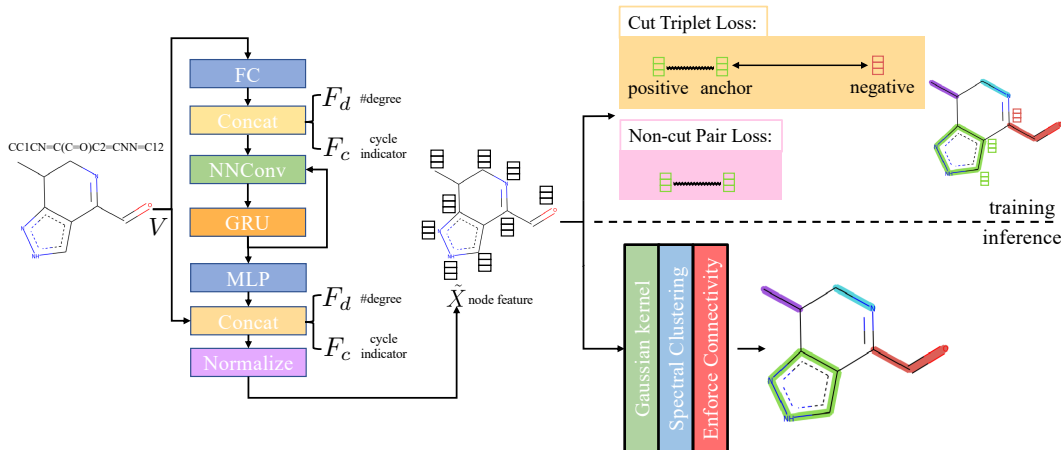 CC1CN=C(C=O)C2=CNN=C12
V
N
O
N
NH
FC
Concat
F_d #degree
F_c cycle
indicator
NNConv
GRU
MLP
Concat
F_d #degree
F_c cycle
indicator
Normalize
N
O
N
NH
X̃ node feature
Cut Triplet Loss:
positive
anchor
negative
Non-cut Pair Loss:
N
O
N
NH
training
inference
Gaussian kernel
Spectral Clustering
Enforce Connectivity
N
O
N
NH